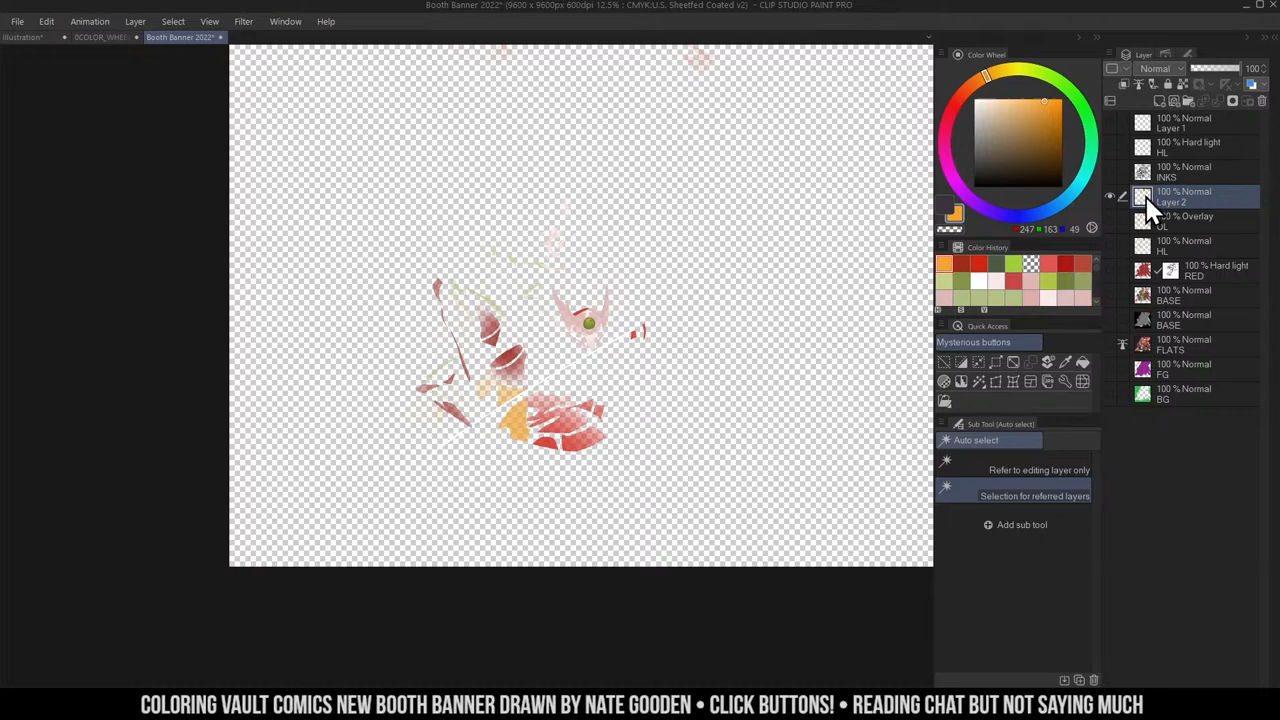 Booth Banner 2022* (9600 x 9600px 600dpi 12.5% : CMYK:U.S. Sheetfed Coated v2) - CLIP STUDIO PAINT PRO
File Edit Animation Layer Select View Filter Window Help
Illustration* 0COLOR_WHEI Booth Banner 2022*
Color Wheel
Layer
Normal 100
100 % Normal
Layer 1
100 % Hard light
HL
100 % Normal
INKS
100 % Normal
Layer 2
% Overlay
OL
100 % Normal
HL
100 % Hard light
RED
100 % Normal
BASE
100 % Normal
BASE
100 % Normal
FLATS
100 % Normal
FG
100 % Normal
BG
247 163 49
Color History
H S V
Quick Access
Mysterious buttons
Sub Tool [Auto select]
Auto select
Refer to editing layer only
Selection for referred layers
Add sub tool
COLORING VAULT COMICS NEW BOOTH BANNER DRAWN BY NATE GOODEN • CLICK BUTTONS! • READING CHAT BUT NOT SAYING MUCH